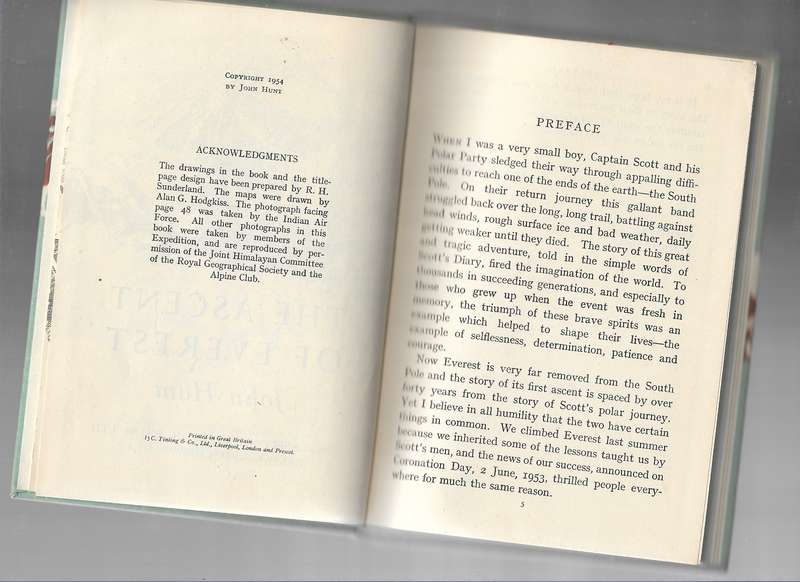 COPYRIGHT 1954
BY JOHN HUNT
ACKNOWLEDGMENTS
The drawings in the book and the title-
page design have been prepared by R. H.
Sunderland. The maps were drawn by
Alan G. Hodgkiss. The photograph facing
page 48 was taken by the Indian Air
Force. All other photographs in this
book were taken by members of the
Expedition, and are reproduced by per-
mission of the Joint Himalayan Committee
of the Royal Geographical Society and the
Alpine Club.
Printed in Great Britain
C. Tinling & Co., Ltd., Liverpool, London and Prescot.
PREFACE
WHEN I was a very small boy, Captain Scott and his
Polar Party sledged their way through appalling diffi-
culties to reach one of the ends of the earth—the South
Pole. On their return journey this gallant band
struggled back over the long, long trail, battling against
head winds, rough surface ice and bad weather, daily
getting weaker until they died. The story of this great
and tragic adventure, told in the simple words of
Scott's Diary, fired the imagination of the world. To
thousands in succeeding generations, and especially to
those who grew up when the event was fresh in
memory, the triumph of these brave spirits was an
example which helped to shape their lives—the
example of selflessness, determination, patience and
courage.
Now Everest is very far removed from the South
Pole and the story of its first ascent is spaced by over
forty years from the story of Scott's polar journey.
Yet I believe in all humility that the two have certain
things in common. We climbed Everest last summer
because we inherited some of the lessons taught us by
Scott's men, and the news of our success, announced on
Coronation Day, 2 June, 1953, thrilled people every-
where for much the same reason.
5
THE ASCENT
OF EVEREST
John Hunt